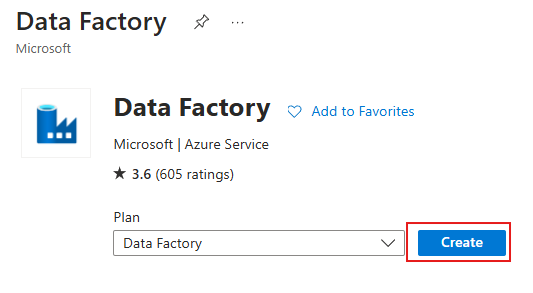 Data Factory
Microsoft
Data Factory
Add to Favorites
Microsoft | Azure Service
★ 3.6 (605 ratings)
Plan
Data Factory
Create